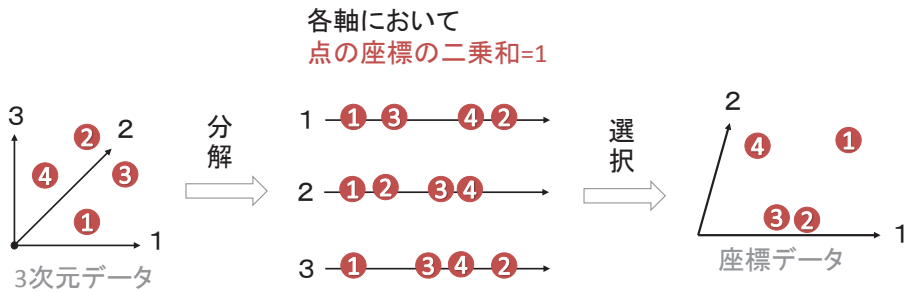 各軸において
点の座標の二乗和=1
3
2
2
4
3
1
1
3次元データ
分
解
1 1 3 4 2
2 1 2 3 4
3 1 3 4 2
選
択
2
4
1
3 2
1
座標データ